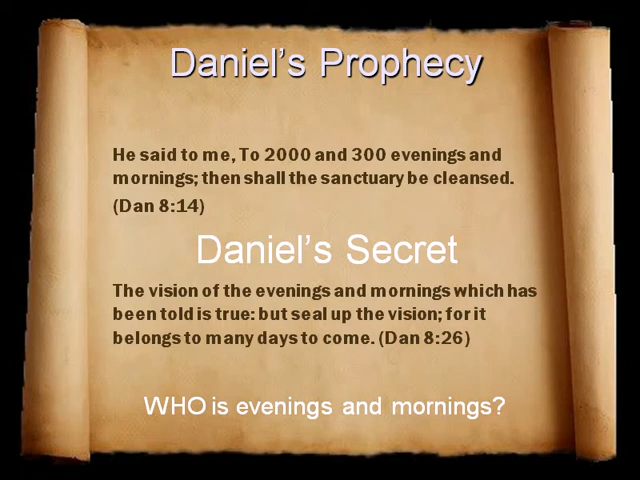 Daniel's Prophecy
He said to me, To 2000 and 300 evenings and
mornings; then shall the sanctuary be cleansed.
(Dan 8:14)
Daniel's Secret
The vision of the evenings and mornings which has
been told is true: but seal up the vision; for it
belongs to many days to come. (Dan 8:26)
WHO is evenings and mornings?